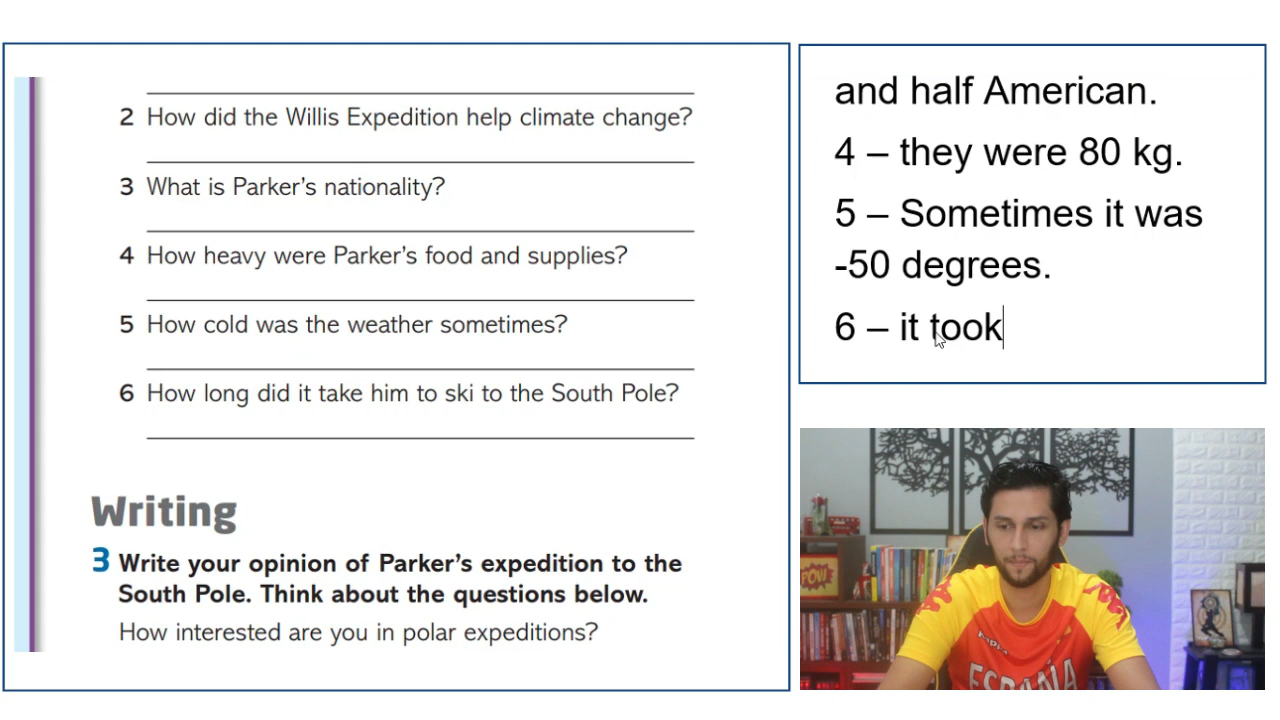 2 How did the Willis Expedition help climate change?
3 What is Parker's nationality?
4 How heavy were Parker's food and supplies?
5 How cold was the weather sometimes?
6 How long did it take him to ski to the South Pole?
Writing
3 Write your opinion of Parker's expedition to the
South Pole. Think about the questions below.
How interested are you in polar expeditions?
and half American.
4 – they were 80 kg.
5 – Sometimes it was
-50 degrees.
6 – it took
POW
ESPAÑA